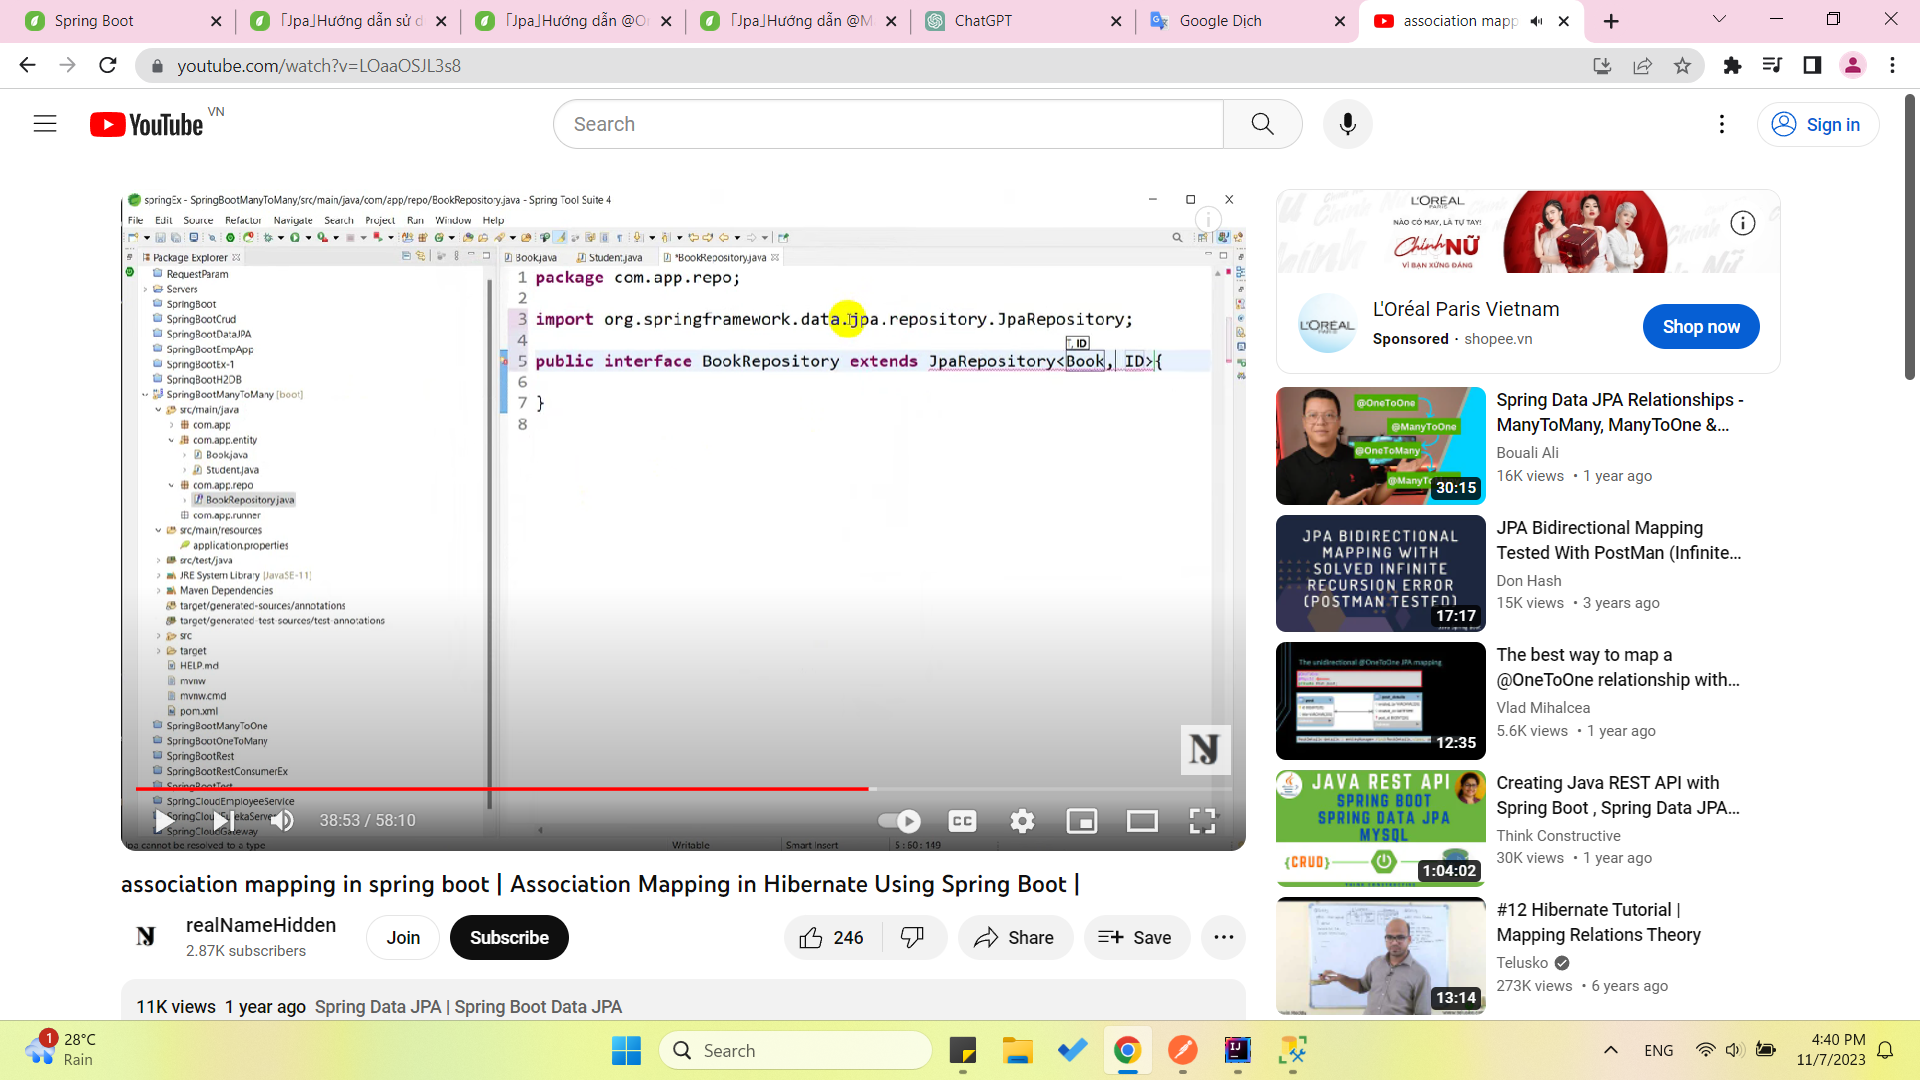 Spring Boot
「Jpa」Hướng dẫn sử d
「Jpa」Hướng dẫn @O
「Jpa」Hướng dẫn @M
ChatGPT
Google Dịch
association mapp
youtube.com/watch?v=LOaaOSJL3s8
YouTube VN
Search
Sign in
springEx - SpringBootManyToMany/src/main/java/com/app/repo/BookRepository.java - Spring Tool Suite 4
File Edit Source Refactor Navigate Search Project Run Window Help
Package Explorer
Book.java
Student.java
*BookRepository.java
RequestParam
Servers
SpringBoot
SpringBootCrud
SpringBootDataJPA
SpringBootEmpApp
SpringBootEx-1
SpringBootH2DB
SpringBootManyToMany [boot]
src/main/java
com.app
com.app.entity
Book.java
Student.java
com.app.repo
BookRepository.java
com.app.runner
src/main/resources
application.properties
src/test/java
JRE System Library [JavaSE-11]
Maven Dependencies
target/generated-sources/annotations
target/generated-test-sources/test-annotations
src
target
HELP.md
mvnw
mvnw.cmd
pom.xml
SpringBootManyToOne
SpringBootOneToMany
SpringBootRest
SpringBootRestConsumerEx
SpringBootTest
SpringCloudEmployeeService
SpringCloudEurekaServer
SpringCloudGateway
1 package com.app.repo;
2
3 import org.springframework.data.jpa.repository.JpaRepository;
4
T, ID
5 public interface BookRepository extends JpaRepository<Book, ID>{
6
7 }
8
NJ
38:53 / 58:10
CC
Jpa cannot be resolved to a type
Writable
Smart Insert
5 : 60 : 149
association mapping in spring boot | Association Mapping in Hibernate Using Spring Boot |
realNameHidden
2.87K subscribers
Join
Subscribe
246
Share
Save
11K views 1 year ago Spring Data JPA | Spring Boot Data JPA
L'ORÉAL
PARIS
NÀO CÓ MAY, LÀ TỰ TAY!
Chính NỮ
VÌ BẠN XỨNG ĐÁNG
L'ORÉAL
L'Oréal Paris Vietnam
Sponsored · shopee.vn
Shop now
@OneToOne
@ManyToOne
@OneToMany
@ManyTo
30:15
Spring Data JPA Relationships -
ManyToMany, ManyToOne &...
Bouali Ali
16K views • 1 year ago
JPA BIDIRECTIONAL
MAPPING WITH
SOLVED INFINITE
RECURSION ERROR
(POSTMAN TESTED)
17:17
JPA Bidirectional Mapping
Tested With PostMan (Infinite...
Don Hash
15K views • 3 years ago
The unidirectional @OneToOne JPA mapping
12:35
The best way to map a
@OneToOne relationship with...
Vlad Mihalcea
5.6K views • 1 year ago
JAVA REST API
SPRING BOOT
SPRING DATA JPA
MYSQL
{CRUD}
1:04:02
Creating Java REST API with
Spring Boot , Spring Data JPA...
Think Constructive
30K views • 1 year ago
13:14
#12 Hibernate Tutorial |
Mapping Relations Theory
Telusko
273K views • 6 years ago
1
28°C
Rain
Search
IJ
ENG
4:40 PM
11/7/2023